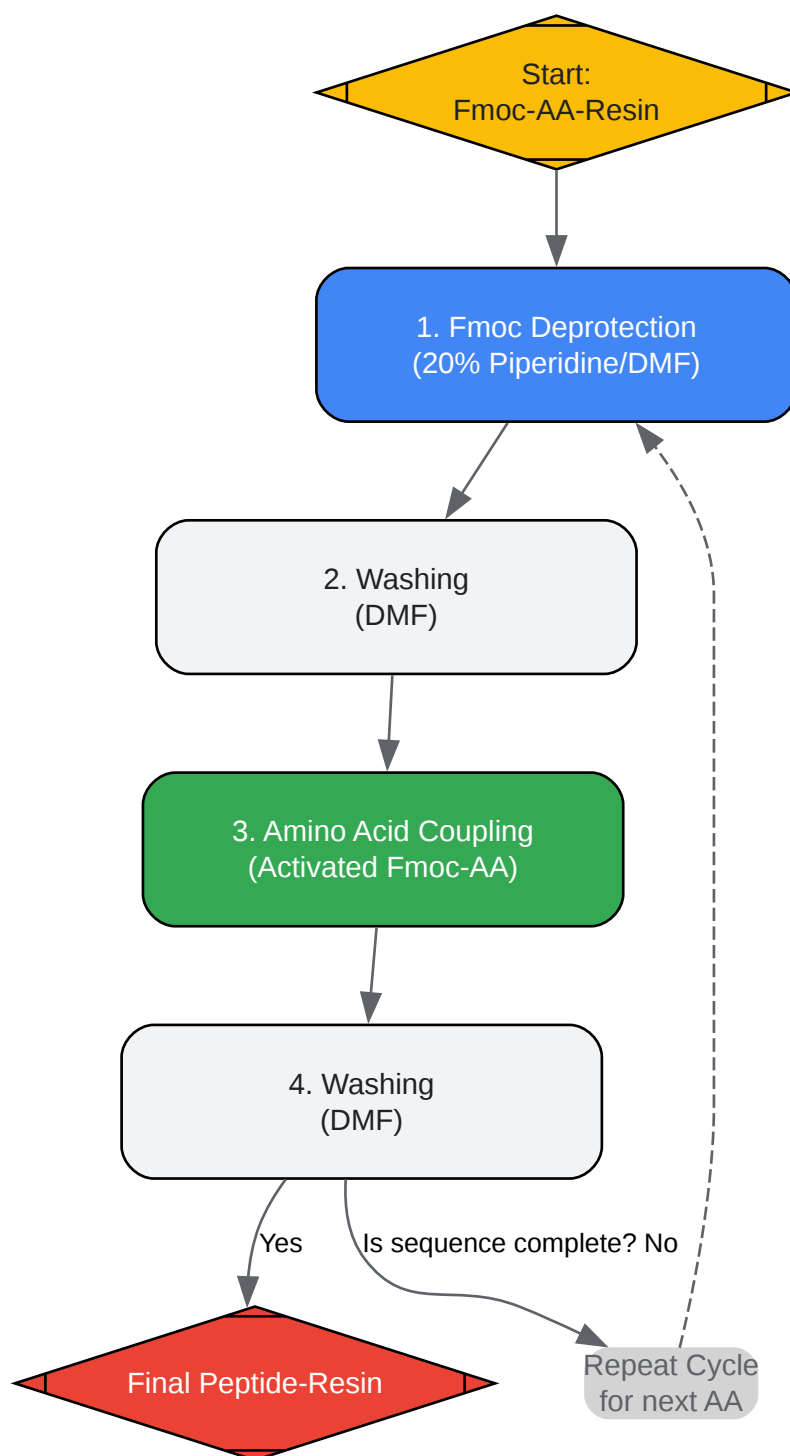 Start:
Fmoc-AA-Resin
1. Fmoc Deprotection
(20% Piperidine/DMF)
2. Washing
(DMF)
3. Amino Acid Coupling
(Activated Fmoc-AA)
4. Washing
(DMF)
Yes
Is sequence complete? No
Final Peptide-Resin
Repeat Cycle
for next AA